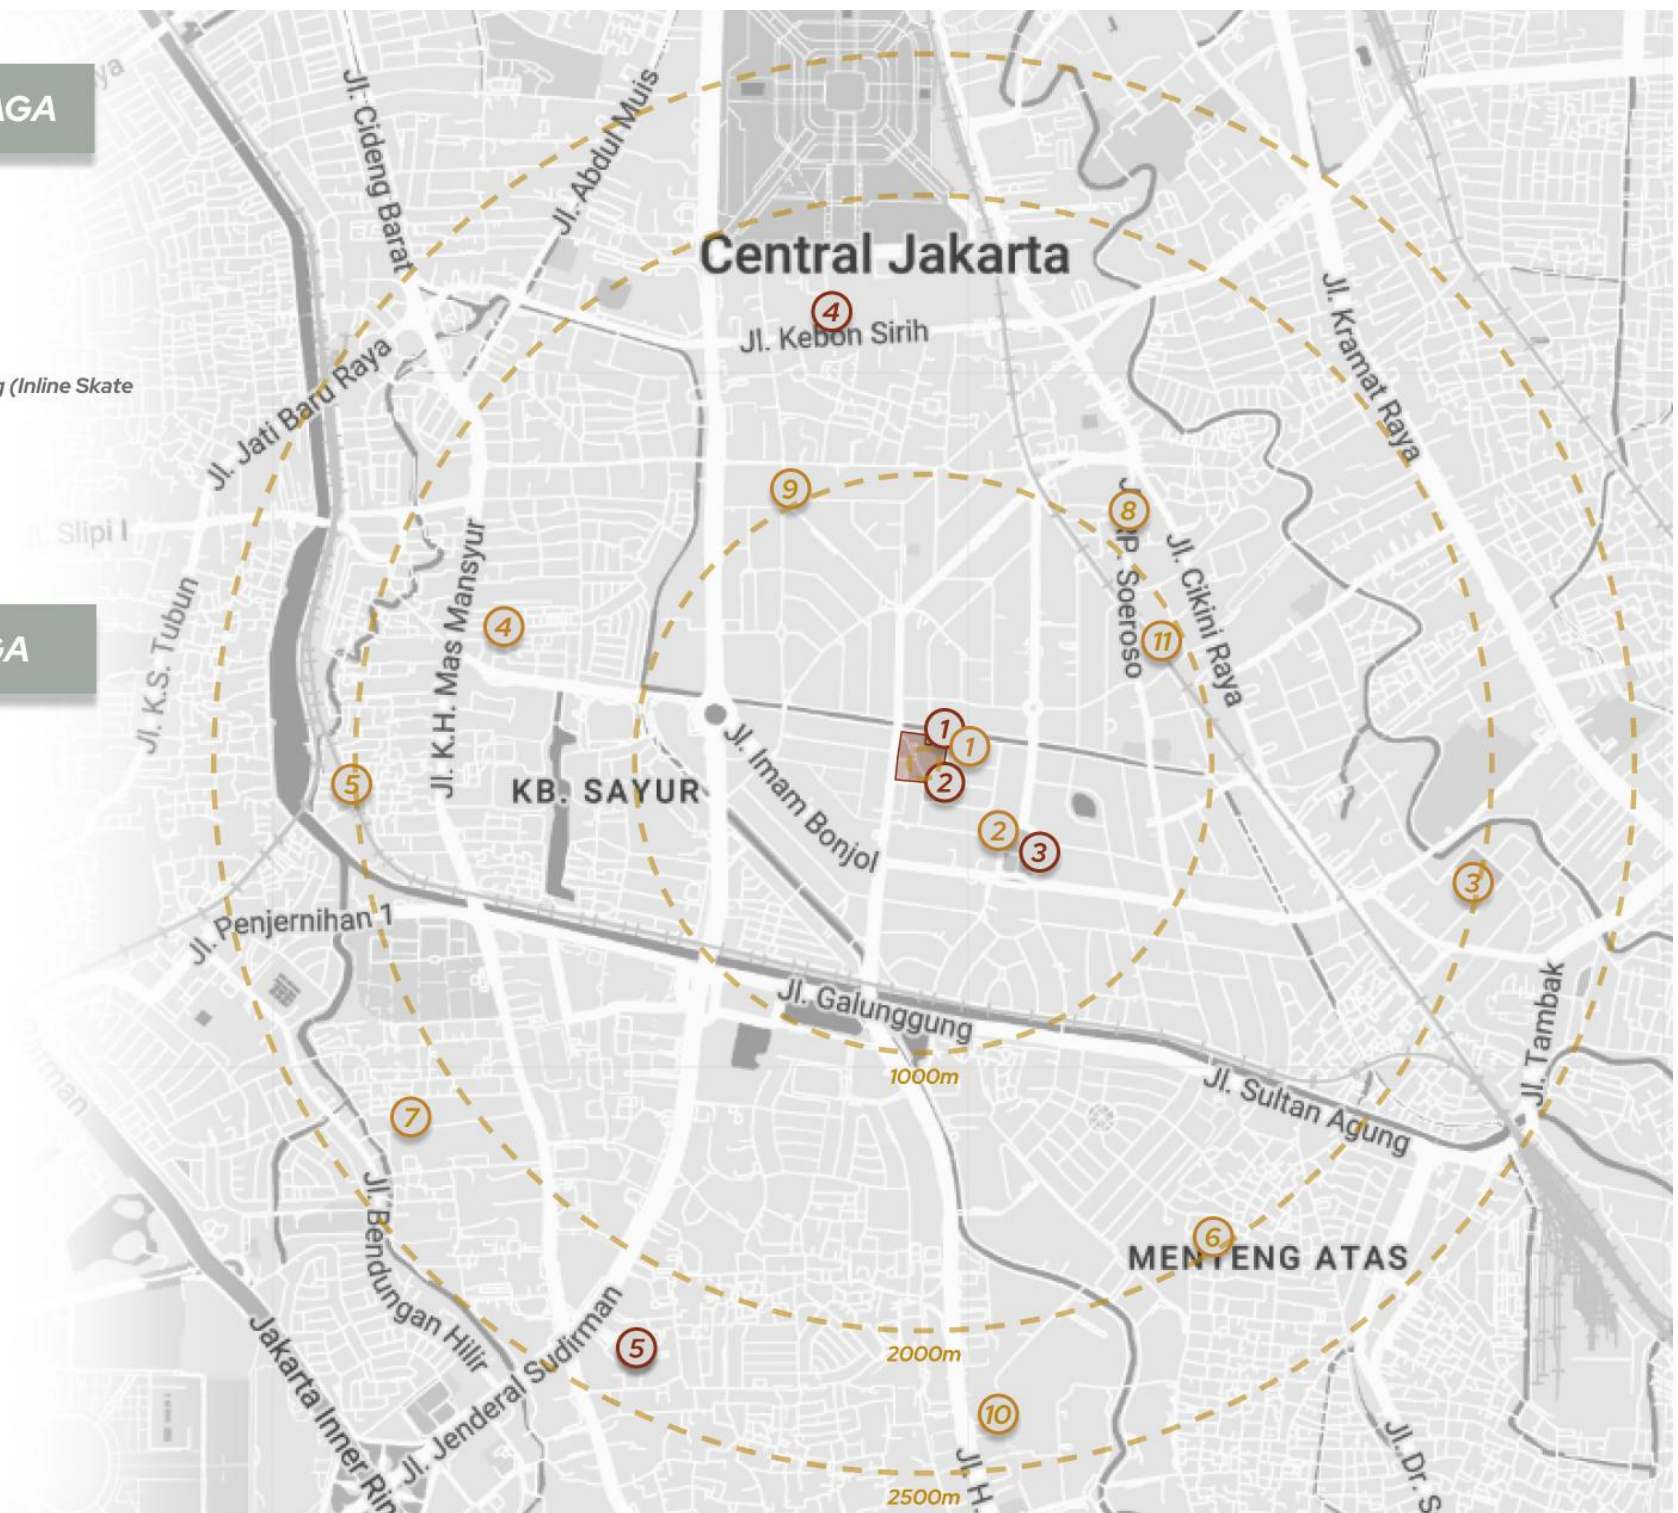 AGA
g (Inline Skate
GA
aya
Jl. Cideng Barat
Jl. Abdul Muis
Central Jakarta
4
Jl. Kebon Sirih
Jl. Kramat Raya
Jl. Jati Baru Raya
Slipi I
9
8
Jl. K.S. Tubun
Jl. K.H. Mas Mansyur
4
IP. Soeroso
Jl. Cikini Raya
11
1
1
2
5
KB. SAYUR
Jl. Imam Bonjol
2
3
3
Jl. Penjernihan 1
Jl. Galunggung
1000m
Jl. Tambak
Jl. Sultan Agung
7
Jl. Bendungan Hilir
6
MENTENG ATAS
Jl. Jenderal Sudirman
5
2000m
10
Jakarta Inner Rin
2500m
Jl. H.
Jl. Dr. S